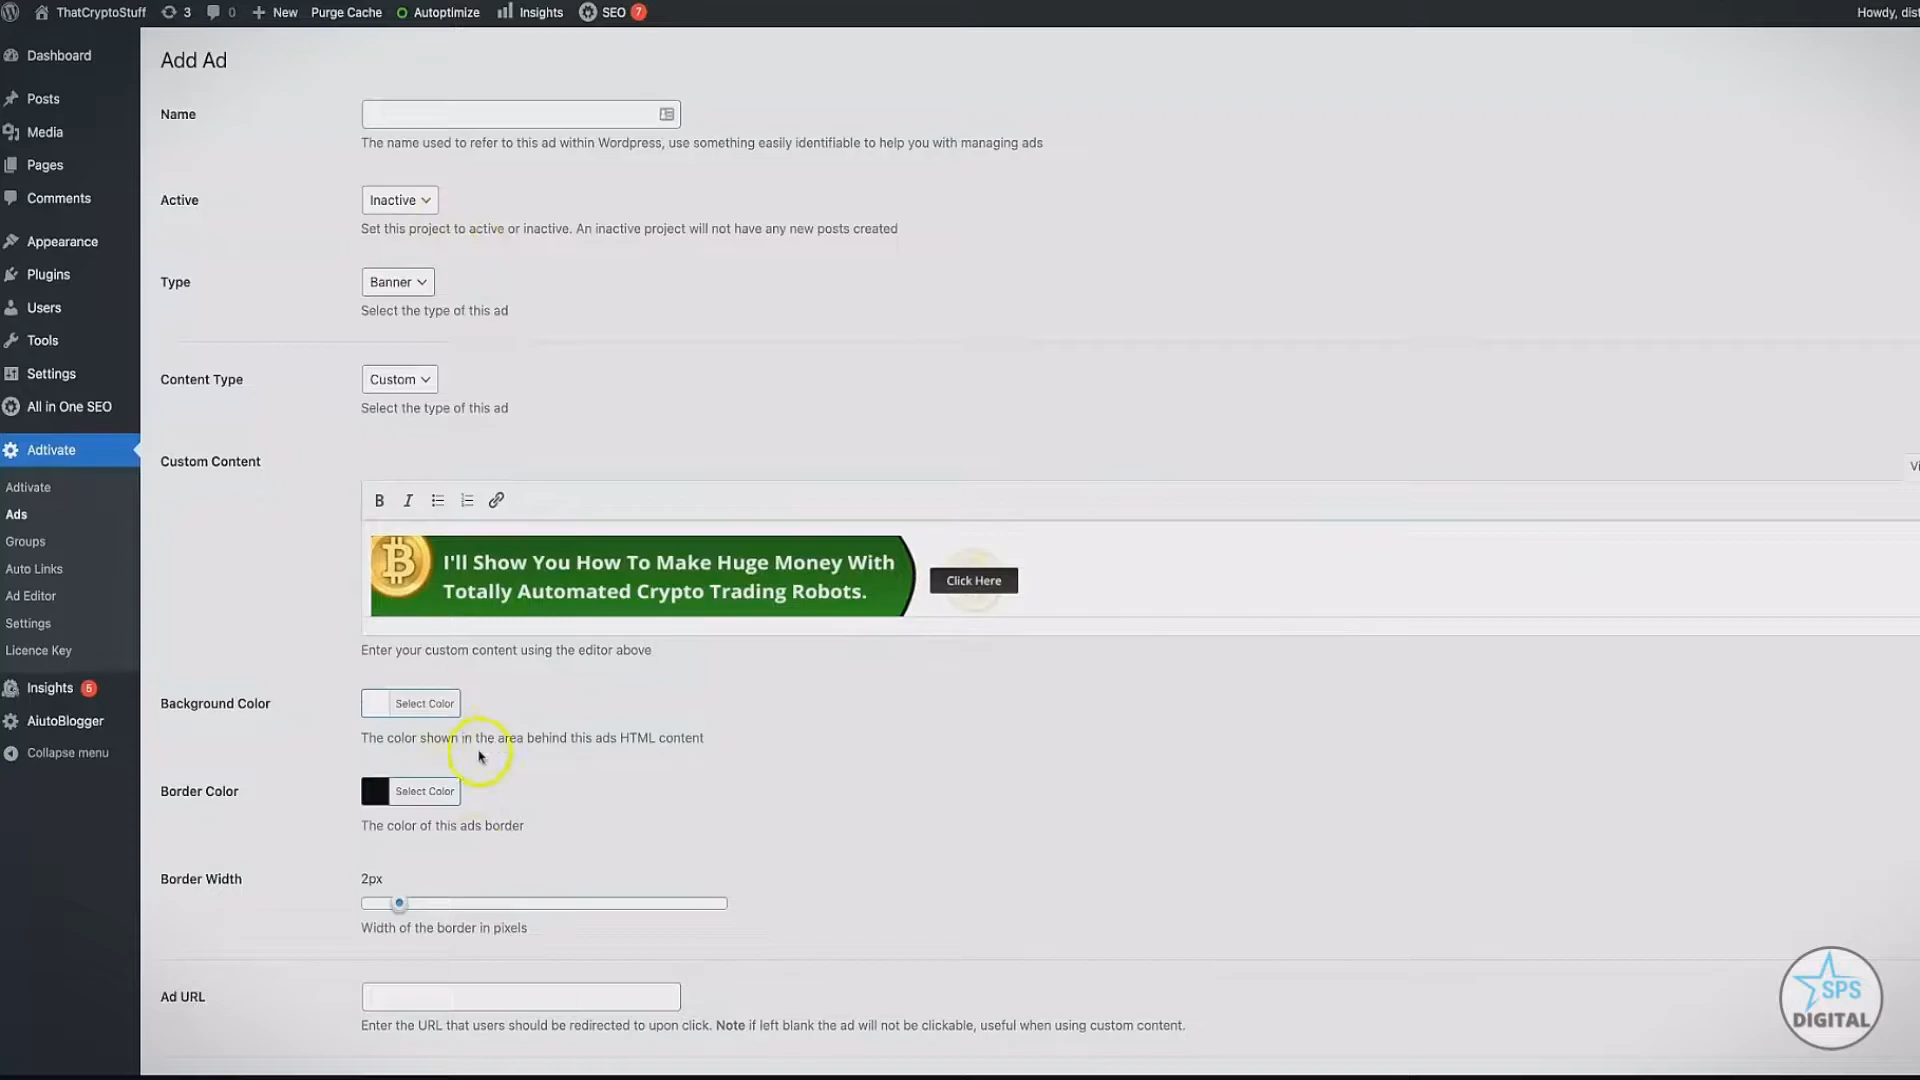 ThatCryptoStuff 3 0 New Purge Cache Autoptimize Insights SEO 7 Howdy,
Dashboard
Posts
Media
Pages
Comments
Appearance
Plugins
Users
Tools
Settings
All in One SEO
Adtivate
Adtivate
Ads
Groups
Auto Links
Ad Editor
Settings
Licence Key
Insights 5
AiutoBlogger
Collapse menu
Add Ad
Name
The name used to refer to this ad within Wordpress, use something easily identifiable to help you with managing ads
Active
Inactive
Set this project to active or inactive. An inactive project will not have any new posts created
Type
Banner
Select the type of this ad
Content Type
Custom
Select the type of this ad
Custom Content
B I
I'll Show You How To Make Huge Money With
Totally Automated Crypto Trading Robots.
Click Here
Enter your custom content using the editor above
Background Color
Select Color
The color shown in the area behind this ads HTML content
Border Color
Select Color
The color of this ads border
Border Width
2px
Width of the border in pixels
Ad URL
Enter the URL that users should be redirected to upon click. Note if left blank the ad will not be clickable, useful when using custom content.
SPS
DIGITAL